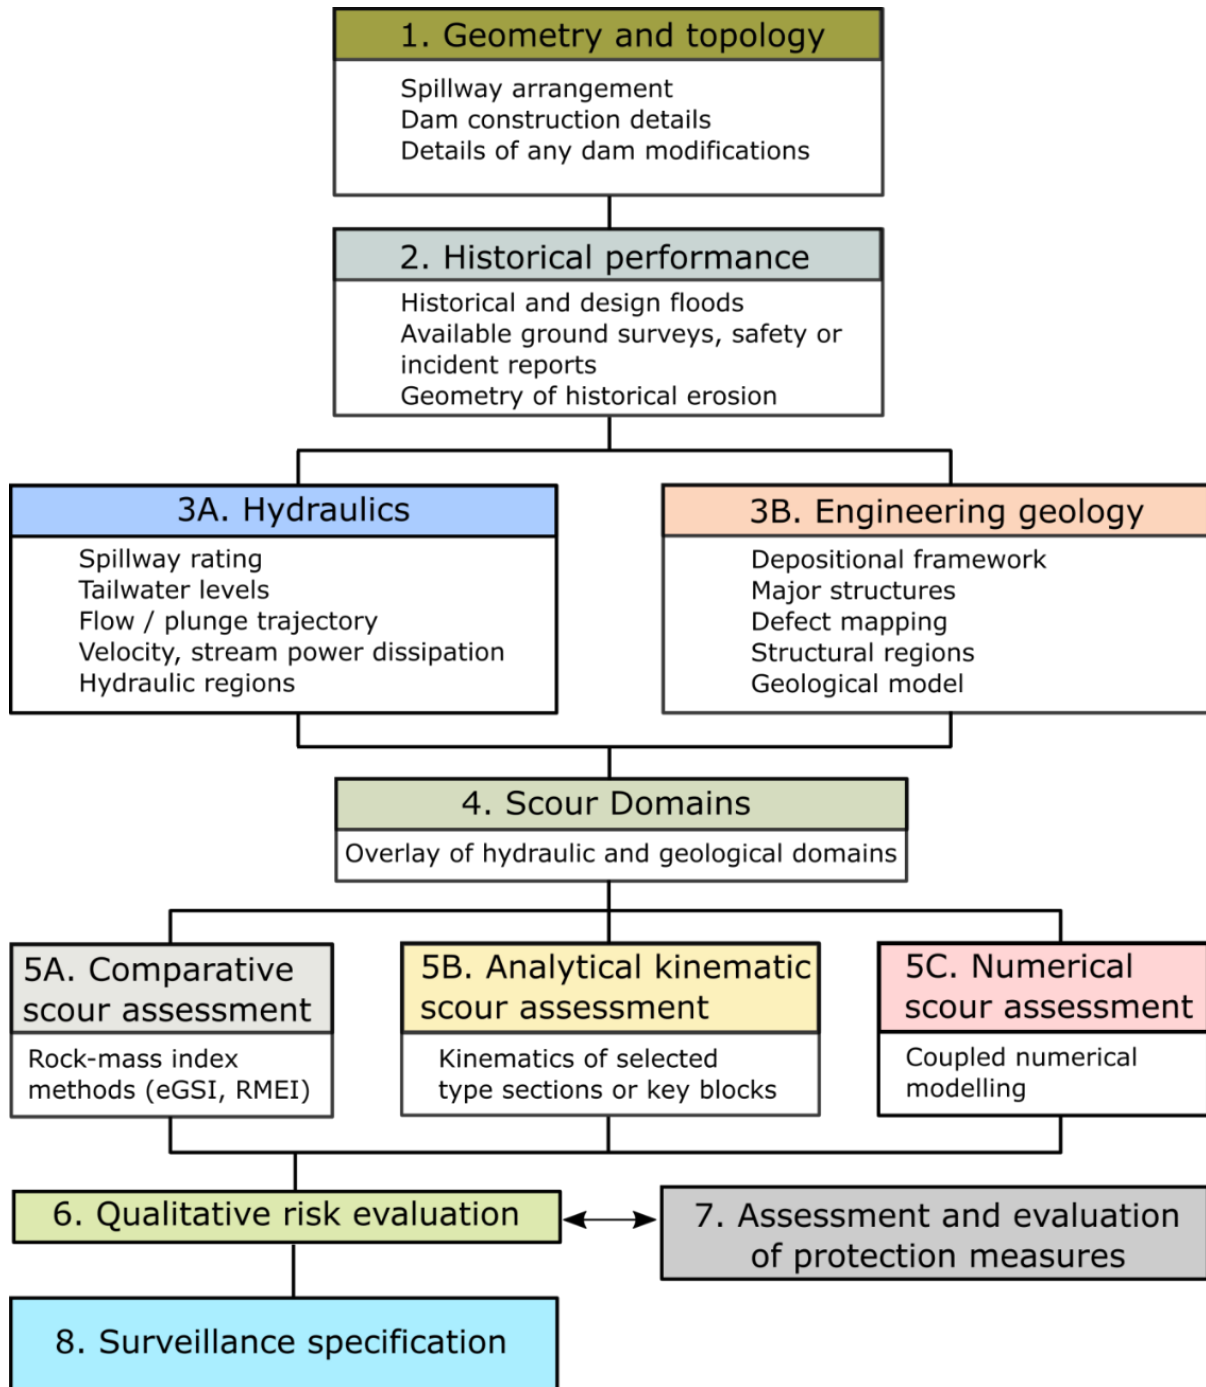 1. Geometry and topology
Spillway arrangement
Dam construction details
Details of any dam modifications
2. Historical performance
Historical and design floods
Available ground surveys, safety or
incident reports
Geometry of historical erosion
3A. Hydraulics
Spillway rating
Tailwater levels
Flow / plunge trajectory
Velocity, stream power dissipation
Hydraulic regions
3B. Engineering geology
Depositional framework
Major structures
Defect mapping
Structural regions
Geological model
4. Scour Domains
Overlay of hydraulic and geological domains
5A. Comparative
scour assessment
Rock-mass index
methods (eGSI, RMEI)
5B. Analytical kinematic
scour assessment
Kinematics of selected
type sections or key blocks
5C. Numerical
scour assessment
Coupled numerical
modelling
6. Qualitative risk evaluation
7. Assessment and evaluation
of protection measures
8. Surveillance specification